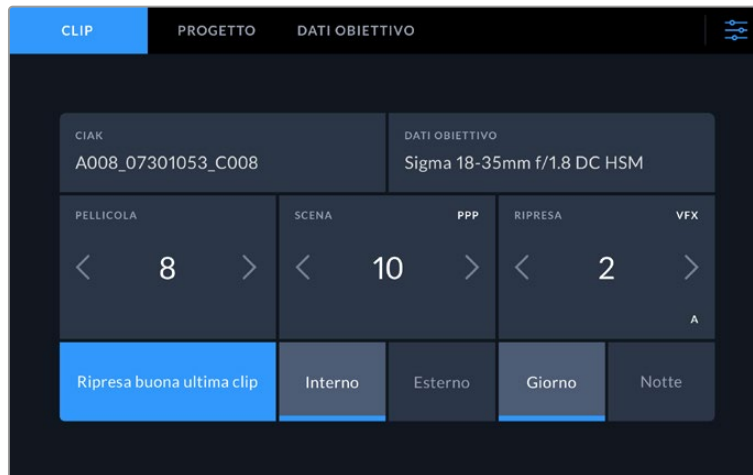 CLIP PROGETTO DATI OBIETTIVO
CIAK
A008_07301053_C008
DATI OBIETTIVO
Sigma 18-35mm f/1.8 DC HSM
PELLICOLA
8
SCENA PPP
10
RIPRESA VFX
2
A
Ripresa buona ultima clip
Interno
Esterno
Giorno
Notte